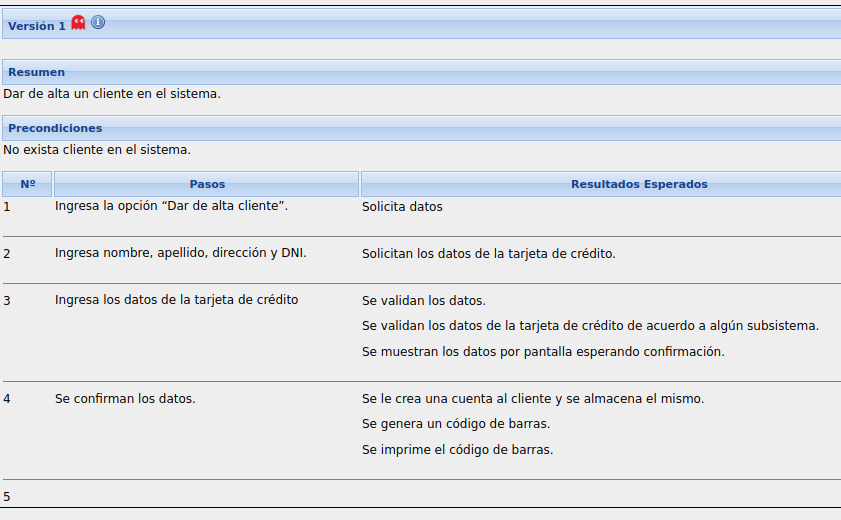 Versión 1
Resumen
Dar de alta un cliente en el sistema.
Precondiciones
No exista cliente en el sistema.
Nº Pasos Resultados Esperados
1 Ingresa la opción “Dar de alta cliente”. Solicita datos
2 Ingresa nombre, apellido, dirección y DNI. Solicitan los datos de la tarjeta de crédito.
3 Ingresa los datos de la tarjeta de crédito Se validan los datos.
Se validan los datos de la tarjeta de crédito de acuerdo a algún subsistema.
Se muestran los datos por pantalla esperando confirmación.
4 Se confirman los datos. Se le crea una cuenta al cliente y se almacena el mismo.
Se genera un código de barras.
Se imprime el código de barras.
5